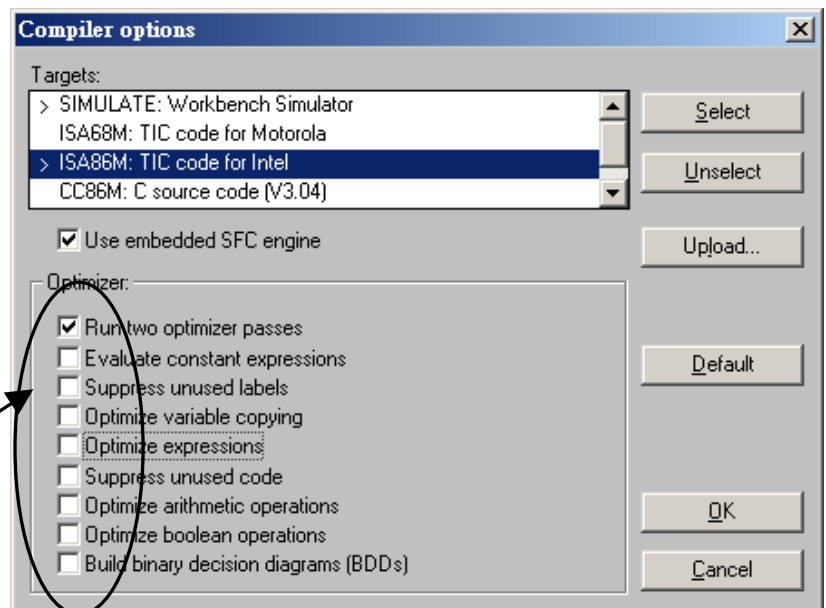 Compiler options
Targets:
> SIMULATE: Workbench Simulator
ISA68M: TIC code for Motorola
> ISA86M: TIC code for Intel
CC86M: C source code (V3.04)
Select
Unselect
Use embedded SFC engine
Upload...
Optimizer:
Run two optimizer passes
Evaluate constant expressions
Suppress unused labels
Optimize variable copying
Optimize expressions
Suppress unused code
Optimize arithmetic operations
Optimize boolean operations
Build binary decision diagrams (BDDs)
Default
OK
Cancel